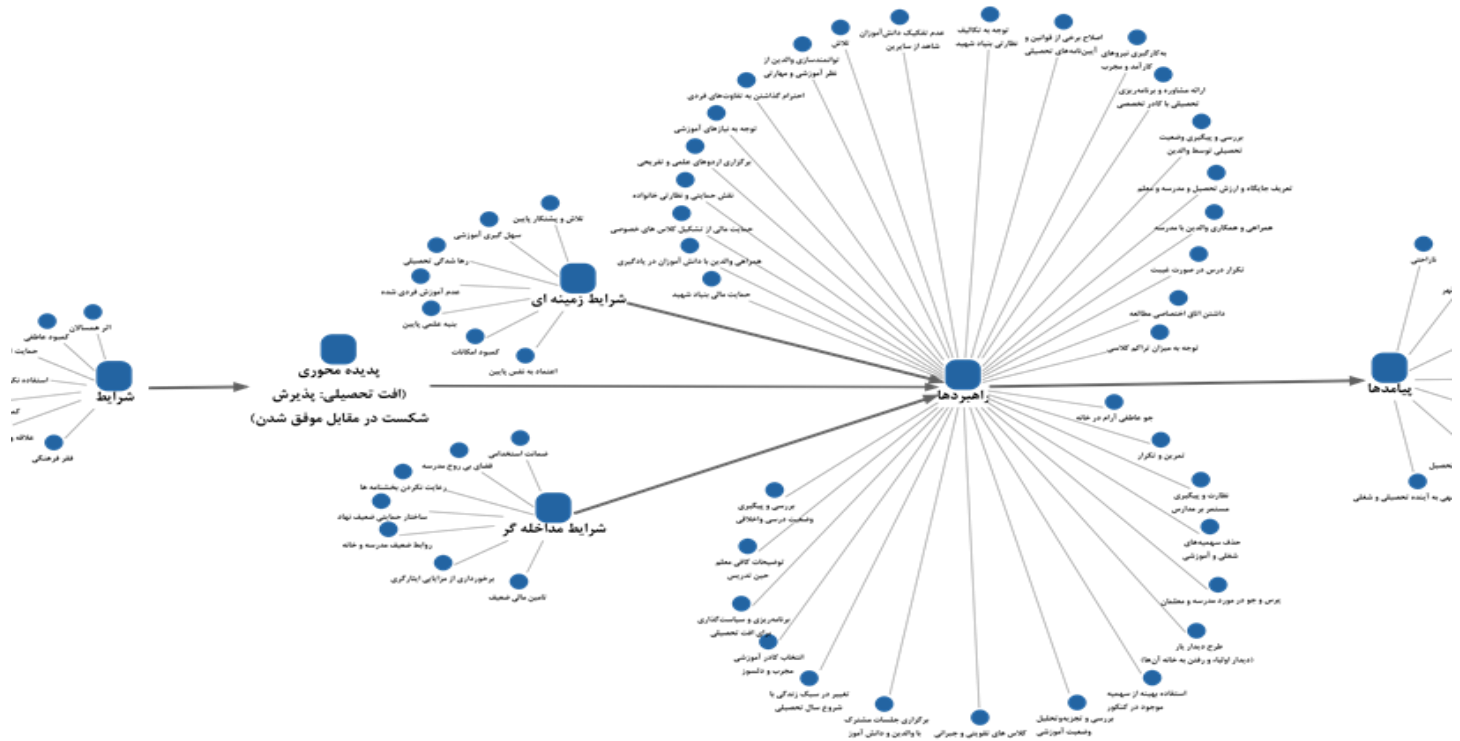 اثر همسالان
کمبود عاطفی
حمایت
استفاده
شرایط
علاقه و
فقر فرهنگی
پدیده محوری
(افت تحصیلی: پذیرش
شکست در مقابل موفق شدن)
تلاش و پشتکار پایین
سهل گیری آموزشی
رها شدگی تحصیلی
عدم آموزش فردی شده
بنیه علمی پایین
کمبود امکانات
اعتماد به نفس پایین
شرایط زمینه ای
ضمانت استخدامی
فضای بی روح مدرسه
رعایت نکردن بخشنامه ها
ساختار حمایتی ضعیف نهاد
روابط ضعیف مدرسه و خانه
برخورداری از مزایایی ایثارگری
تامین مالی ضعیف
شرایط مداخله گر
اصلاح برخی از قوانین و
آیین‌نامه‌های تحصیلی
توجه به تکالیف
نظارتی بنیاد شهید
عدم تفکیک دانش‌آموزان
شاهد از سایرین
تلاش
توانمندسازی والدین از
نظر آموزشی و مهارتی
احترام گذاشتن به تفاوت‌های فردی
توجه به نیازهای آموزشی
برگزاری اردوهای علمی و تفریحی
نقش حمایتی و نظارتی خانواده
حمایت مالی از تشکیل کلاس های خصوصی
همراهی والدین با دانش آموزان در یادگیری
حمایت مالی بنیاد شهید
به‌کارگیری نیروهای
کارآمد و مجرب
ارائه مشاوره و برنامه‌ریزی
تحصیلی با کادر تخصصی
بررسی و پیگیری وضعیت
تحصیلی توسط والدین
تعریف جایگاه و ارزش تحصیل و مدرسه و معلم
همراهی و همکاری والدین با مدرسه
تکرار درس در صورت غیبت
داشتن اتاق اختصاصی مطالعه
توجه به میزان تراکم کلاسی
راهبردها
جو عاطفی آرام در خانه
تمرین و تکرار
نظارت و پیگیری
مستمر بر مدارس
حذف سهمیه‌های
شغلی و آموزشی
پرس و جو در مورد مدرسه و معلمان
طرح دیدار یار
(دیدار اولیاء و رفتن به خانه آن‌ها)
استفاده بهینه از سهمیه
موجود در کنکور
بررسی و تجزیه‌وتحلیل
وضعیت آموزشی
کلاس های تقویتی و جبرانی
برگزاری جلسات مشترک
با والدین و دانش آموز
تغییر در سبک زندگی با
شروع سال تحصیلی
انتخاب کادر آموزشی
مجرب و دلسوز
برنامه‌ریزی و سیاست‌گذاری
برای افت تحصیلی
توضیحات کافی معلم
حین تدریس
بررسی و پیگیری
وضعیت درسی واخلاقی
ناراحتی
پیامدها
تحصیل
به آینده تحصیلی و شغلی